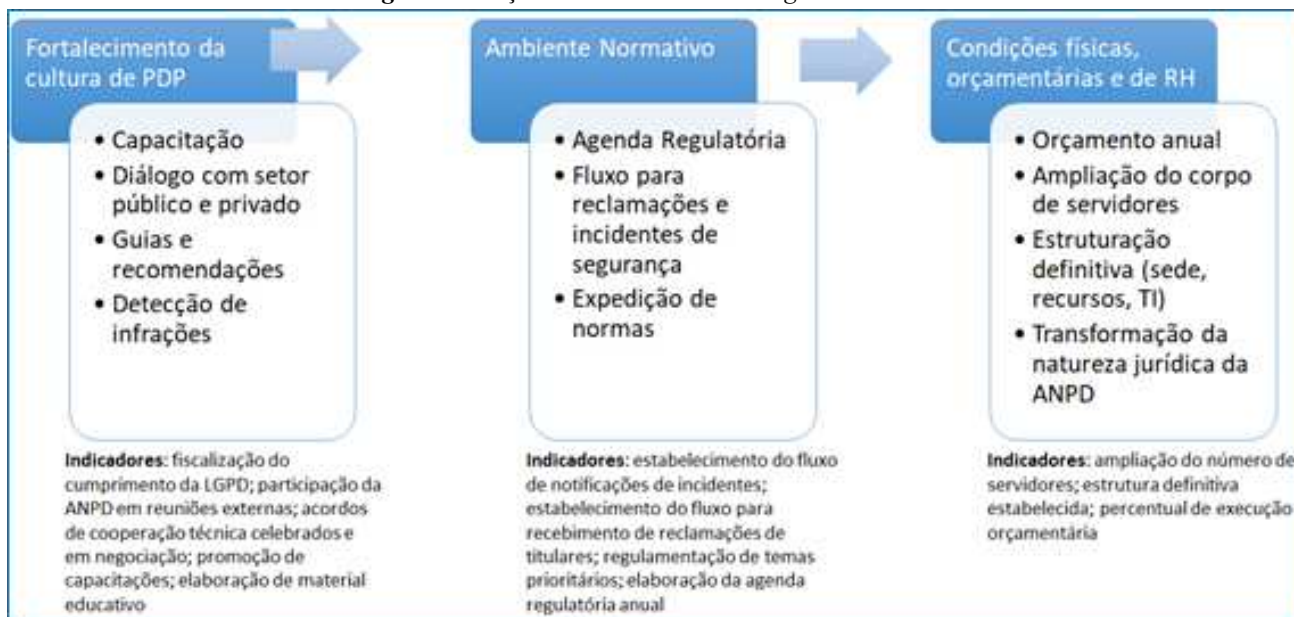 Fortalecimento da
cultura de PDP
• Capacitação
• Diálogo com setor
público e privado
• Guias e
recomendações
• Detecção de
infrações
Indicadores: fiscalização do
cumprimento da LGPD; participação da
ANPD em reuniões externas; acordos
de cooperação técnica celebrados e
em negociação; promoção de
capacitações; elaboração de material
educativo
Ambiente Normativo
• Agenda Regulatória
• Fluxo para
reclamações e
incidentes de
segurança
• Expedição de
normas
Indicadores: estabelecimento do fluxo
de notificações de incidentes;
estabelecimento do fluxo para
recebimento de reclamações de
titulares; regulamentação de temas
prioritários; elaboração da agenda
regulatória anual
Condições físicas,
orçamentárias e de RH
• Orçamento anual
• Ampliação do corpo
de servidores
• Estruturação
definitiva (sede,
recursos, TI)
• Transformação da
natureza jurídica da
ANPD
Indicadores: ampliação do número de
servidores; estrutura definitiva
estabelecida; percentual de execução
orçamentária